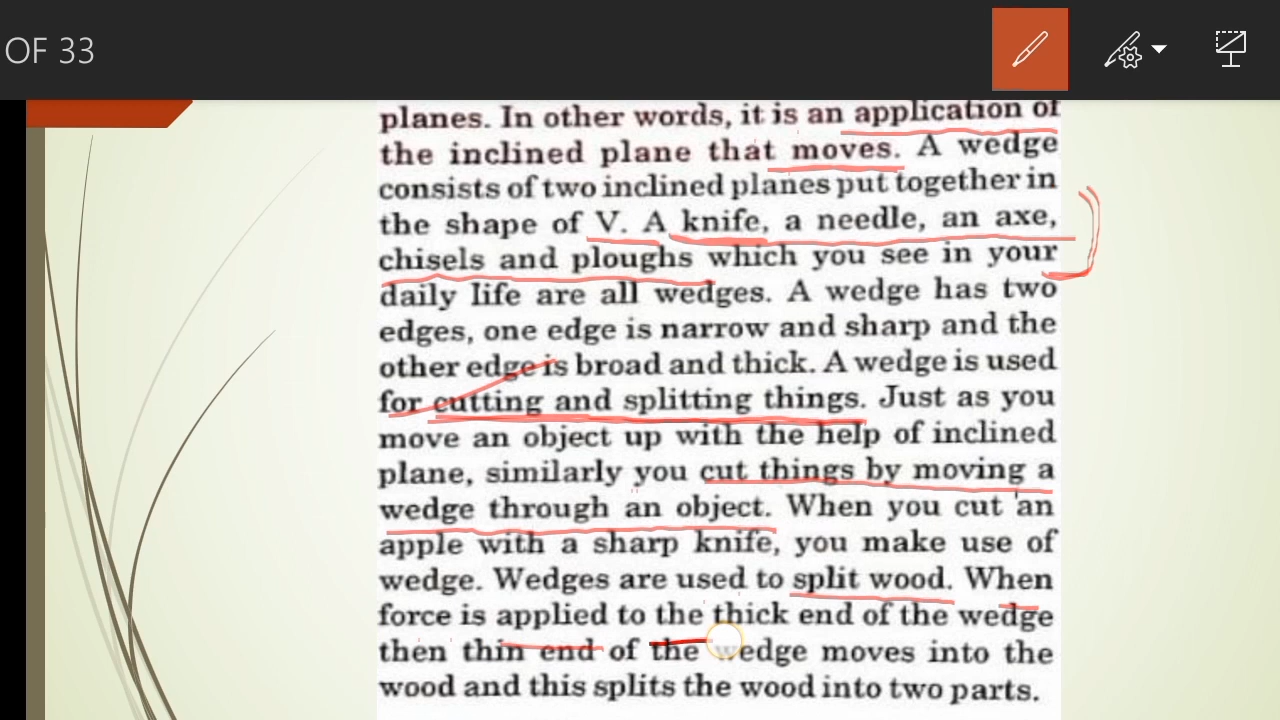 OF 33
planes. In other words, it is an application of
the inclined plane that moves. A wedge
consists of two inclined planes put together in
the shape of V. A knife, a needle, an axe,
chisels and ploughs which you see in your
daily life are all wedges. A wedge has two
edges, one edge is narrow and sharp and the
other edge is broad and thick. A wedge is used
for cutting and splitting things. Just as you
move an object up with the help of inclined
plane, similarly you cut things by moving a
wedge through an object. When you cut an
apple with a sharp knife, you make use of
wedge. Wedges are used to split wood. When
force is applied to the thick end of the wedge
then thin end of the wedge moves into the
wood and this splits the wood into two parts.